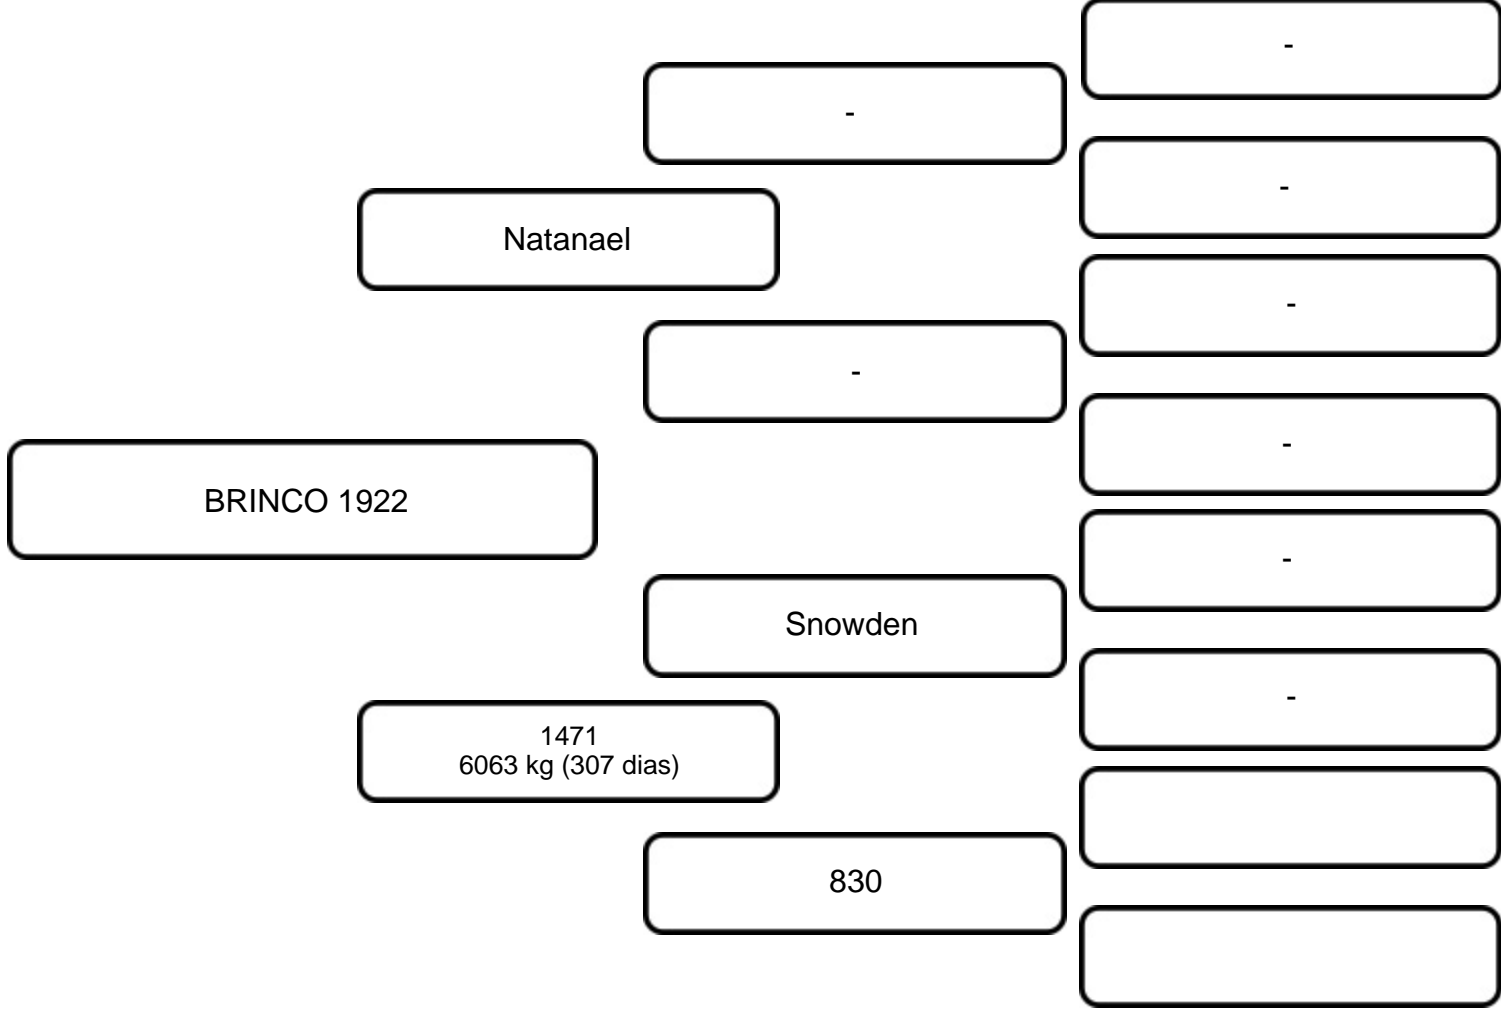 -
-
-
Natanael
-
-
-
BRINCO 1922
-
Snowden
-
1471
6063 kg (307 dias)
830